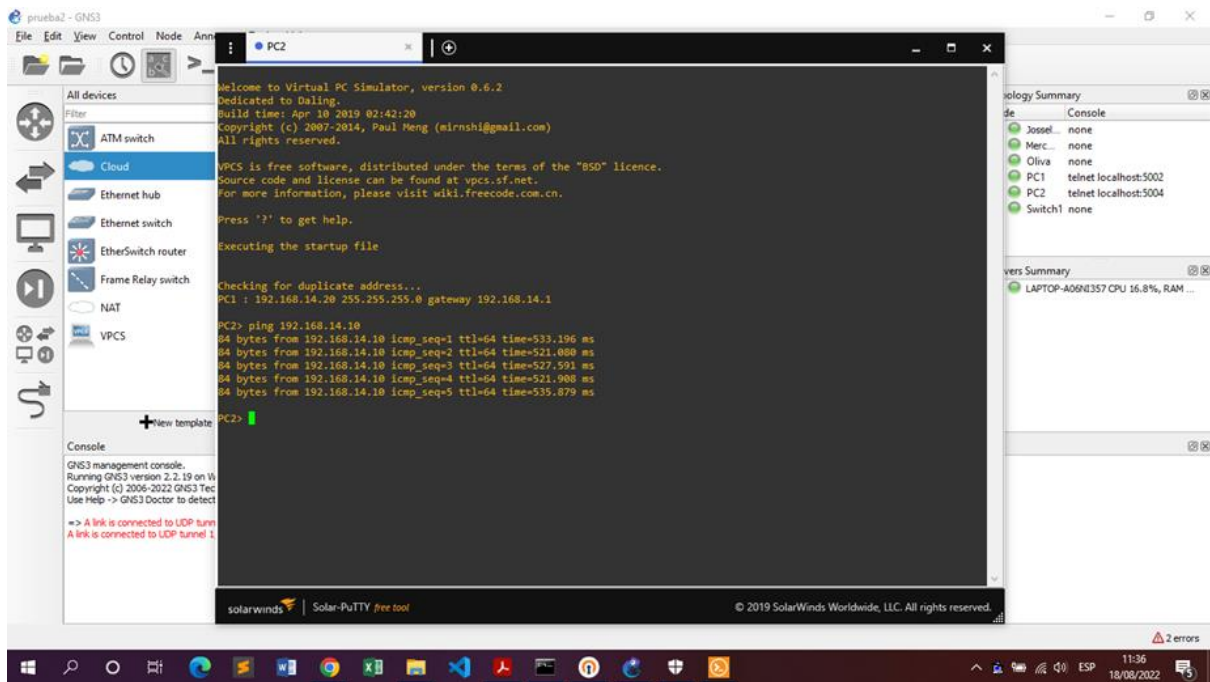 prueba2 - GNS3
File Edit View Control Node Ann
All devices
Filter
ATM switch
Cloud
Ethernet hub
Ethernet switch
EtherSwitch router
Frame Relay switch
NAT
VPCS
New template
Console
GNS3 management console.
Running GNS3 version 2.2.19 on W
Copyright (c) 2006-2022 GNS3 Tec
Use Help -> GNS3 Doctor to detect
=> A link is connected to UDP tunn
A link is connected to UDP tunnel 1
PC2
Welcome to Virtual PC Simulator, version 0.6.2
Dedicated to Daling.
Build time: Apr 10 2019 02:42:20
Copyright (c) 2007-2014, Paul Meng (mirnshi@gmail.com)
All rights reserved.
VPCS is free software, distributed under the terms of the "BSD" licence.
Source code and license can be found at vpcs.sf.net.
For more information, please visit wiki.freecode.com.cn.
Press '?' to get help.
Executing the startup file
Checking for duplicate address...
PC1 : 192.168.14.20 255.255.255.0 gateway 192.168.14.1
PC2> ping 192.168.14.10
84 bytes from 192.168.14.10 icmp_seq=1 ttl=64 time=533.196 ms
84 bytes from 192.168.14.10 icmp_seq=2 ttl=64 time=521.080 ms
84 bytes from 192.168.14.10 icmp_seq=3 ttl=64 time=527.591 ms
84 bytes from 192.168.14.10 icmp_seq=4 ttl=64 time=521.908 ms
84 bytes from 192.168.14.10 icmp_seq=5 ttl=64 time=535.879 ms
PC2>
solarwinds Solar-PuTTY free tool
© 2019 SolarWinds Worldwide, LLC. All rights reserved.
ology Summary
de Console
Jossel... none
Merc... none
Oliva none
PC1 telnet localhost:5002
PC2 telnet localhost:5004
Switch1 none
vers Summary
LAPTOP-A06NI357 CPU 16.8%, RAM ...
2 errors
ESP
11:36
18/08/2022